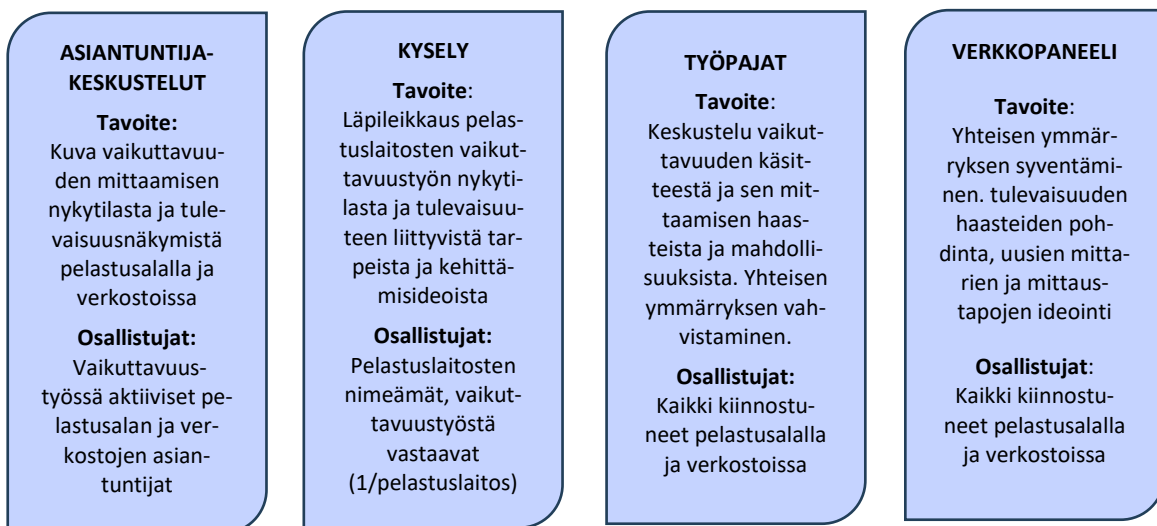 ASIANTUNTIJA-
KESKUSTELUT
Tavoite:
Kuva vaikuttavuu-
den mittaamisen
nykytilasta ja tule-
vaisuusnäkymistä
pelastusalalla ja
verkostoissa
Osallistujat:
Vaikuttavuus-
työssä aktiiviset pe-
lastusalan ja ver-
kostojen asian-
tuntijat
KYSELY
Tavoite:
Läpileikkaus pelas-
tuslaitosten vaikut-
tavuustyön nykyti-
lasta ja tulevaisuu-
teen liittyvistä tar-
peista ja kehittä-
misideoista
Osallistujat:
Pelastuslaitosten
nimeämät, vaikut-
tavuustyöstä
vastaavat
(1/pelastuslaitos)
TYÖPAJAT
Tavoite:
Keskustelu vaikut-
tavuuden käsit-
teestä ja sen mit-
taamisen haas-
teista ja mahdolli-
suuksista. Yhteisen
ymmärryksen vah-
vistaminen.
Osallistujat:
Kaikki kiinnostu-
neet pelastusalalla
ja verkostoissa
VERKKOPANEELI
Tavoite:
Yhteisen ymmär-
ryksen syventämi-
nen. tulevaisuuden
haasteiden poh-
dinta, uusien mitta-
rien ja mittaus-
tapojen ideointi
Osallistujat:
Kaikki kiinnostu-
neet pelastusalalla
ja verkostoissa